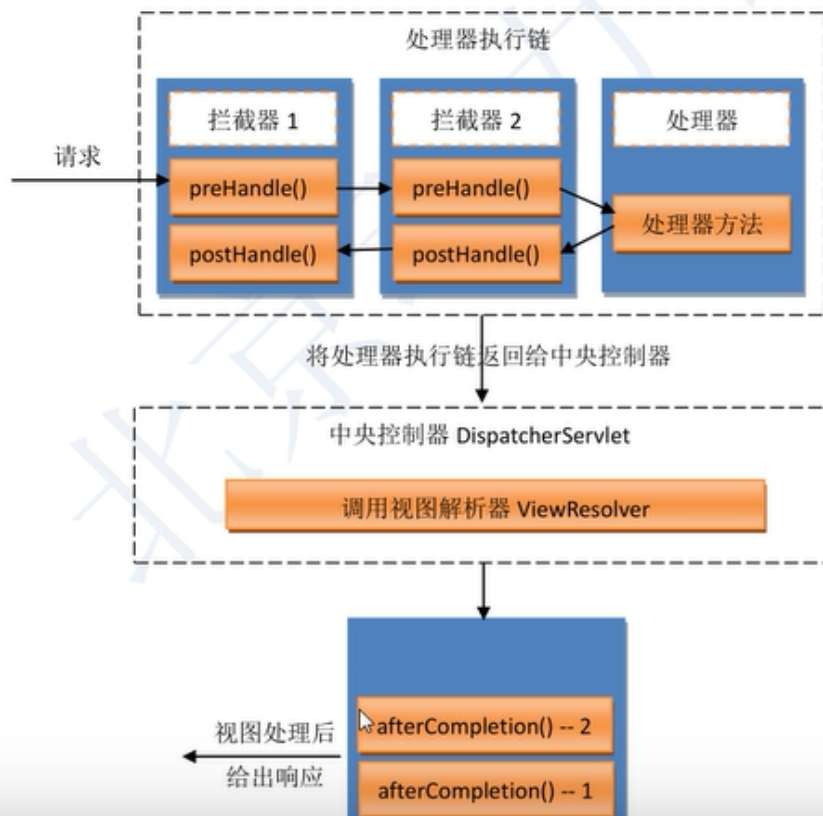 处理器执行链
拦截器 1
拦截器 2
处理器
请求
preHandle()
preHandle()
处理器方法
postHandle()
postHandle()
将处理器执行链返回给中央控制器
中央控制器 DispatcherServlet
调用视图解析器 ViewResolver
afterCompletion() -- 2
视图处理后
给出响应
afterCompletion() -- 1
北京